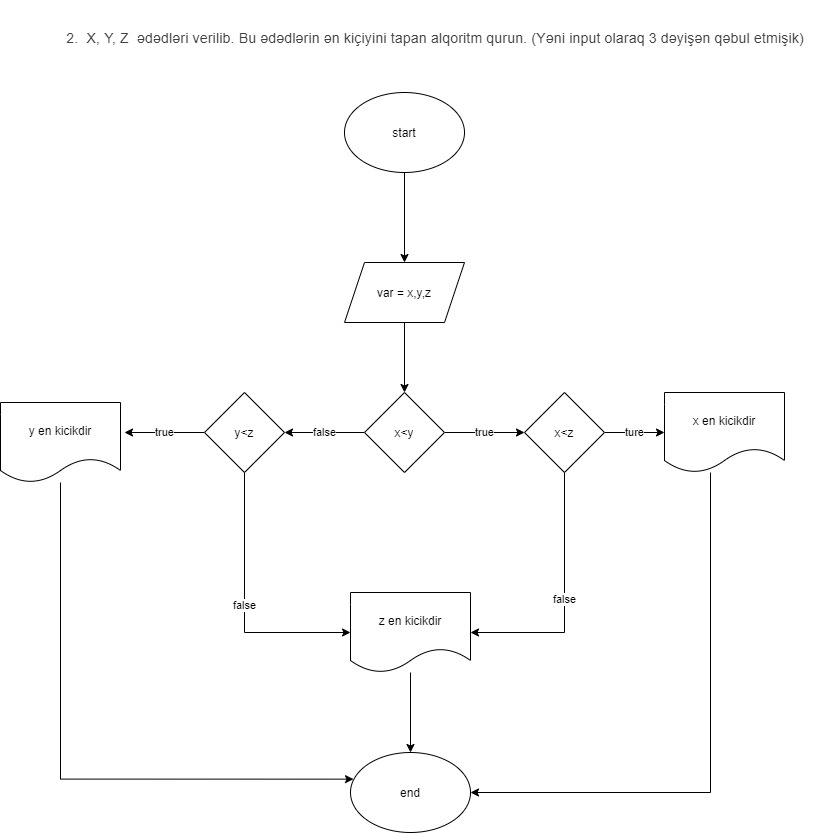 2. X, Y, Z ədədləri verilib. Bu ədədlərin ən kiçiyini tapan alqoritm qurun. (Yəni input olaraq 3 dəyişən qəbul etmişik)
start
var = x,y,z
y en kicikdir
true
y<z
false
x<y
true
x<z
ture
x en kicikdir
false
z en kicikdir
false
end